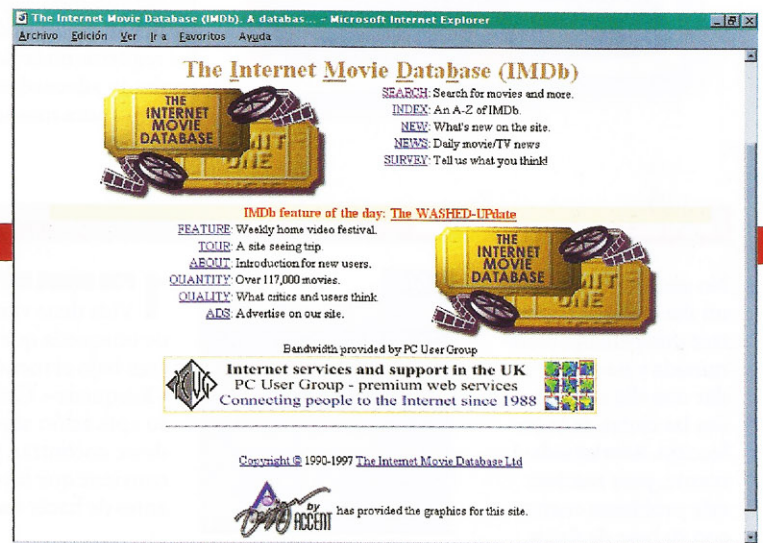 The Internet Movie Database (IMDb). A databas... - Microsoft Internet Explorer
Archivo Edición Ver Ir a Favoritos Ayuda
The Internet Movie Database (IMDb)
THE
INTERNET
MOVIE
DATABASE
ADMIT
ONE
SEARCH: Search for movies and more.
INDEX: An A-Z of IMDb.
NEW: What's new on the site.
NEWS: Daily movie/TV news
SURVEY: Tell us what you think!
IMDb feature of the day: The WASHED-UPdate
FEATURE: Weekly home video festival.
TOUR: A site seeing trip.
ABOUT: Introduction for new users.
QUANTITY: Over 117,000 movies.
QUALITY: What critics and users think.
ADS: Advertise on our site.
THE
INTERNET
MOVIE
DATABASE
MIT
ONE
Bandwidth provided by PC User Group
PCUG
Internet services and support in the UK
PC User Group - premium web services
Connecting people to the Internet since 1988
Copyright © 1990-1997 The Internet Movie Database Ltd
Design by ACCENT has provided the graphics for this site.